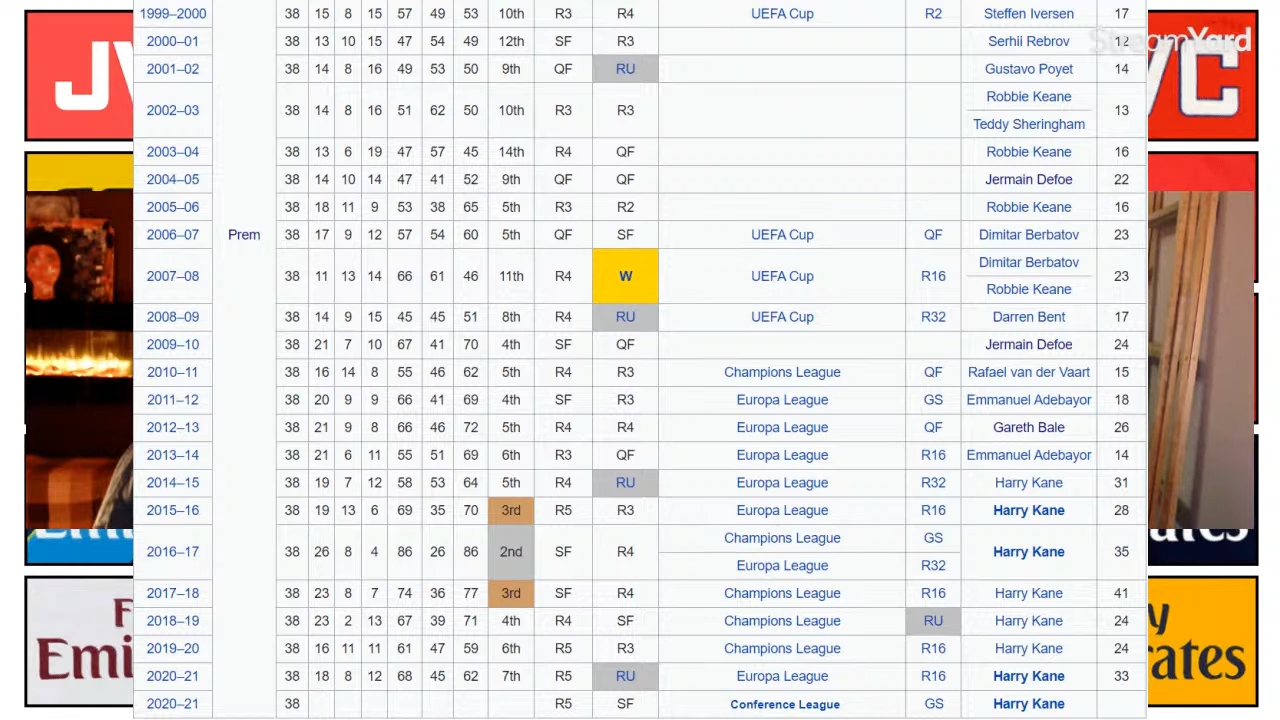 1999–2000 38 15 8 15 57 49 53 10th R3 R4 UEFA Cup R2 Steffen Iversen 17
2000–01 38 13 10 15 47 54 49 12th SF R3 Serhii Rebrov 12
StreamYard
JV
VC
2001–02 38 14 8 16 49 53 50 9th QF RU Gustavo Poyet 14
2002–03 38 14 8 16 51 62 50 10th R3 R3 Robbie Keane Teddy Sheringham 13
2003–04 38 13 6 19 47 57 45 14th R4 QF Robbie Keane 16
2004–05 38 14 10 14 47 41 52 9th QF QF Jermain Defoe 22
2005–06 38 18 11 9 53 38 65 5th R3 R2 Robbie Keane 16
2006–07 Prem 38 17 9 12 57 54 60 5th QF SF UEFA Cup QF Dimitar Berbatov 23
2007–08 38 11 13 14 66 61 46 11th R4 W UEFA Cup R16 Dimitar Berbatov Robbie Keane 23
2008–09 38 14 9 15 45 45 51 8th R4 RU UEFA Cup R32 Darren Bent 17
2009–10 38 21 7 10 67 41 70 4th SF QF Jermain Defoe 24
2010–11 38 16 14 8 55 46 62 5th R4 R3 Champions League QF Rafael van der Vaart 15
2011–12 38 20 9 9 66 41 69 4th SF R3 Europa League GS Emmanuel Adebayor 18
2012–13 38 21 9 8 66 46 72 5th R4 R4 Europa League QF Gareth Bale 26
2013–14 38 21 6 11 55 51 69 6th R3 QF Europa League R16 Emmanuel Adebayor 14
2014–15 38 19 7 12 58 53 64 5th R4 RU Europa League R32 Harry Kane 31
2015–16 38 19 13 6 69 35 70 3rd R5 R3 Europa League R16 Harry Kane 28
2016–17 38 26 8 4 86 26 86 2nd SF R4 Champions League GS Europa League R32 Harry Kane 35
2017–18 38 23 8 7 74 36 77 3rd SF R4 Champions League R16 Harry Kane 41
2018–19 38 23 2 13 67 39 71 4th R4 SF Champions League RU Harry Kane 24
2019–20 38 16 11 11 61 47 59 6th R5 R3 Champions League R16 Harry Kane 24
2020–21 38 18 8 12 68 45 62 7th R5 RU Europa League R16 Harry Kane 33
2020–21 38 R5 SF Conference League GS Harry Kane
F
Emi
y
rates